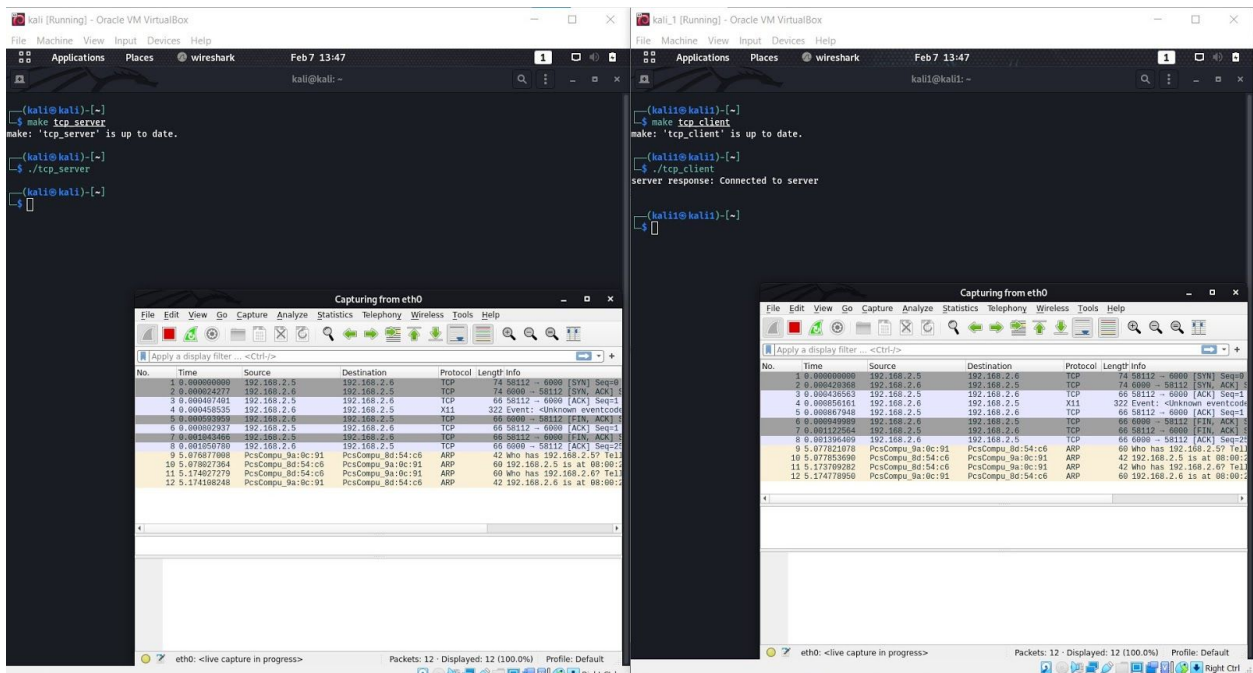 kali [Running] - Oracle VM VirtualBox
File Machine View Input Devices Help
Applications Places wireshark Feb 7 13:47 1
kali@kali: ~
(kali㉿kali)-[~]
$ make tcp_server
make: 'tcp_server' is up to date.
(kali㉿kali)-[~]
$ ./tcp_server
(kali㉿kali)-[~]
$
Capturing from eth0
File Edit View Go Capture Analyze Statistics Telephony Wireless Tools Help
Apply a display filter ... <Ctrl-/>
No. Time Source Destination Protocol Length Info
1 0.000000000 192.168.2.5 192.168.2.6 TCP 74 58112 → 6000 [SYN] Seq=0
2 0.000024277 192.168.2.6 192.168.2.5 TCP 74 6000 → 58112 [SYN, ACK] S
3 0.000407401 192.168.2.5 192.168.2.6 TCP 66 58112 → 6000 [ACK] Seq=1
4 0.000458535 192.168.2.6 192.168.2.5 X11 322 Event: <Unknown eventcode
5 0.000593959 192.168.2.6 192.168.2.5 TCP 66 6000 → 58112 [FIN, ACK] S
6 0.000802937 192.168.2.5 192.168.2.6 TCP 66 58112 → 6000 [ACK] Seq=1
7 0.001043466 192.168.2.5 192.168.2.6 TCP 66 58112 → 6000 [FIN, ACK] S
8 0.001050780 192.168.2.6 192.168.2.5 TCP 66 6000 → 58112 [ACK] Seq=25
9 5.076877008 PcsCompu_9a:0c:91 PcsCompu_8d:54:c6 ARP 42 Who has 192.168.2.5? Tell
10 5.078027364 PcsCompu_8d:54:c6 PcsCompu_9a:0c:91 ARP 60 192.168.2.5 is at 08:00:2
11 5.174027279 PcsCompu_8d:54:c6 PcsCompu_9a:0c:91 ARP 60 Who has 192.168.2.6? Tell
12 5.174108248 PcsCompu_9a:0c:91 PcsCompu_8d:54:c6 ARP 42 192.168.2.6 is at 08:00:2
eth0: <live capture in progress> Packets: 12 · Displayed: 12 (100.0%) Profile: Default
kali_1 [Running] - Oracle VM VirtualBox
File Machine View Input Devices Help
Applications Places wireshark Feb 7 13:47 1
kali1@kali1: ~
(kali1㉿kali1)-[~]
$ make tcp_client
make: 'tcp_client' is up to date.
(kali1㉿kali1)-[~]
$ ./tcp_client
server response: Connected to server
(kali1㉿kali1)-[~]
$
Capturing from eth0
File Edit View Go Capture Analyze Statistics Telephony Wireless Tools Help
Apply a display filter ... <Ctrl-/>
No. Time Source Destination Protocol Length Info
1 0.000000000 192.168.2.5 192.168.2.6 TCP 74 58112 → 6000 [SYN] Seq=0
2 0.000420368 192.168.2.6 192.168.2.5 TCP 74 6000 → 58112 [SYN, ACK] S
3 0.000436563 192.168.2.5 192.168.2.6 TCP 66 58112 → 6000 [ACK] Seq=1
4 0.000856161 192.168.2.6 192.168.2.5 X11 322 Event: <Unknown eventcode
5 0.000867948 192.168.2.5 192.168.2.6 TCP 66 58112 → 6000 [ACK] Seq=1
6 0.000949989 192.168.2.6 192.168.2.5 TCP 66 6000 → 58112 [FIN, ACK] S
7 0.001122564 192.168.2.5 192.168.2.6 TCP 66 58112 → 6000 [FIN, ACK] S
8 0.001396409 192.168.2.6 192.168.2.5 TCP 66 6000 → 58112 [ACK] Seq=25
9 5.077821078 PcsCompu_9a:0c:91 PcsCompu_8d:54:c6 ARP 60 Who has 192.168.2.5? Tell
10 5.077853690 PcsCompu_8d:54:c6 PcsCompu_9a:0c:91 ARP 42 192.168.2.5 is at 08:00:2
11 5.173709282 PcsCompu_8d:54:c6 PcsCompu_9a:0c:91 ARP 42 Who has 192.168.2.6? Tell
12 5.174778950 PcsCompu_9a:0c:91 PcsCompu_8d:54:c6 ARP 60 192.168.2.6 is at 08:00:2
eth0: <live capture in progress> Packets: 12 · Displayed: 12 (100.0%) Profile: Default
Right Ctrl